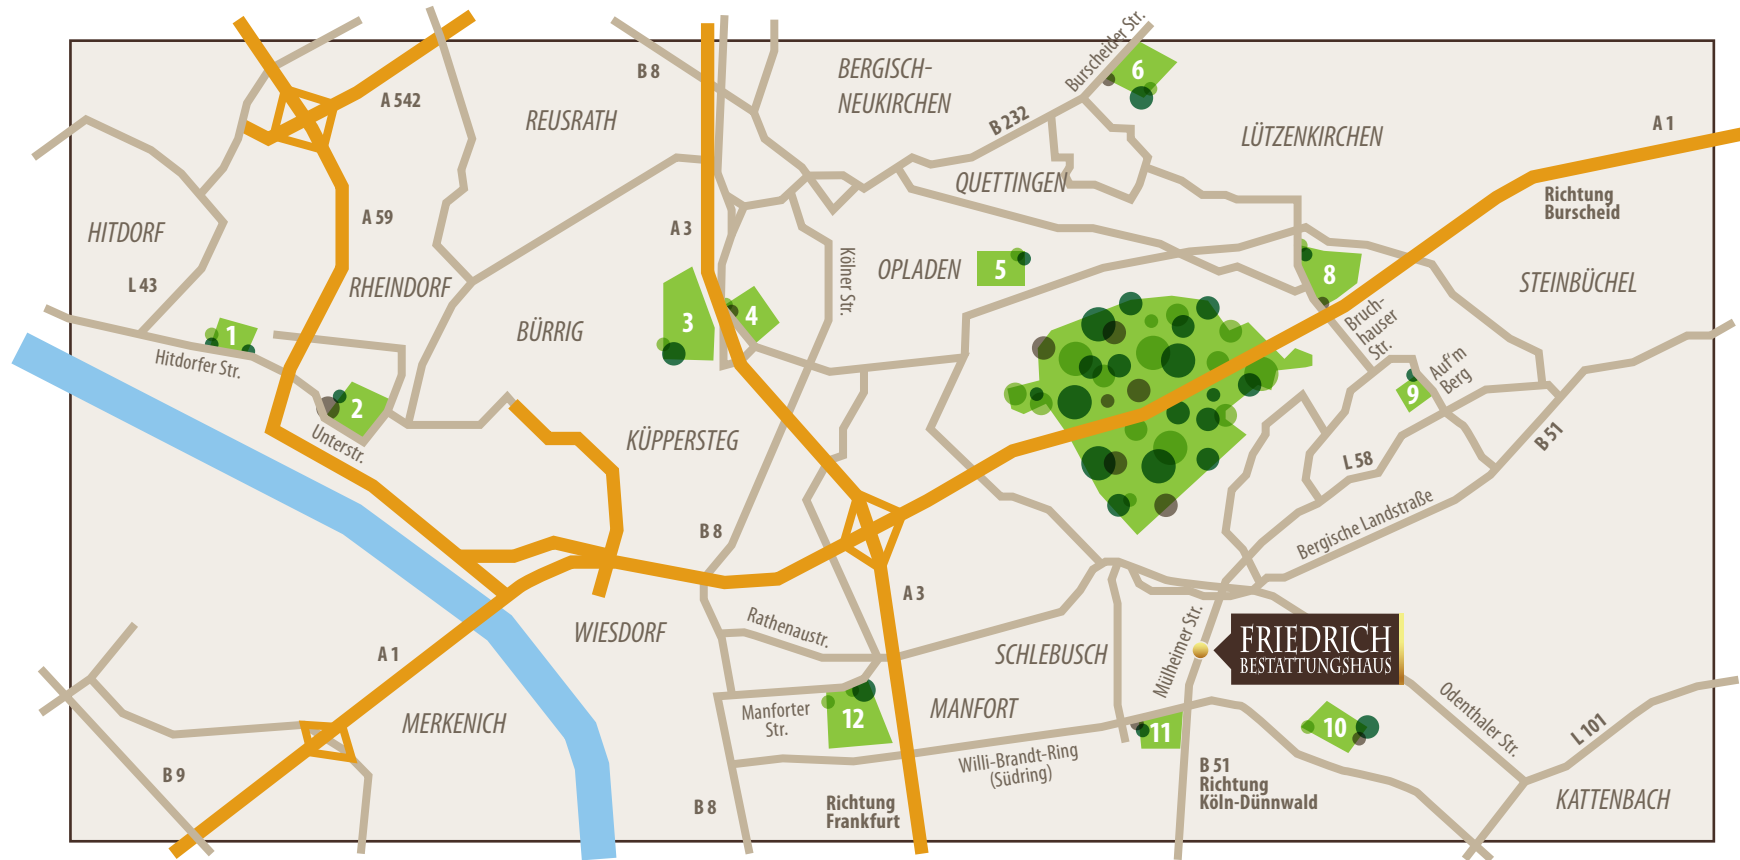 Burscheider Str.
BERGISCH-
NEUKIRCHEN
B 8
6
A 542
REUSRATH
B 232
LÜTZENKIRCHEN
A 1
QUETTINGEN
Richtung
Burscheid
A 59
HITDORF
A 3
Kölner Str.
OPLADEN
5
8
STEINBÜCHEL
L 43
RHEINDORF
1
BÜRRIG
3
4
Bruch-
hauser
Str.
Hitdorfer Str.
Auf'm
Berg
2
9
Unterstr.
KÜPPERSTEG
B 51
L 58
Bergische Landstraße
B 8
A 3
WIESDORF
Rathenaustr.
SCHLEBUSCH
Mülheimer Str.
FRIEDRICH
BESTATTUNGSHAUS
A 1
MERKENICH
Manforter
Str.
12
MANFORT
11
10
Odenthaler Str.
L 101
Willi-Brandt-Ring
(Südring)
B 9
B 8
Richtung
Frankfurt
B 51
Richtung
Köln-Dünnwald
KATTENBACH